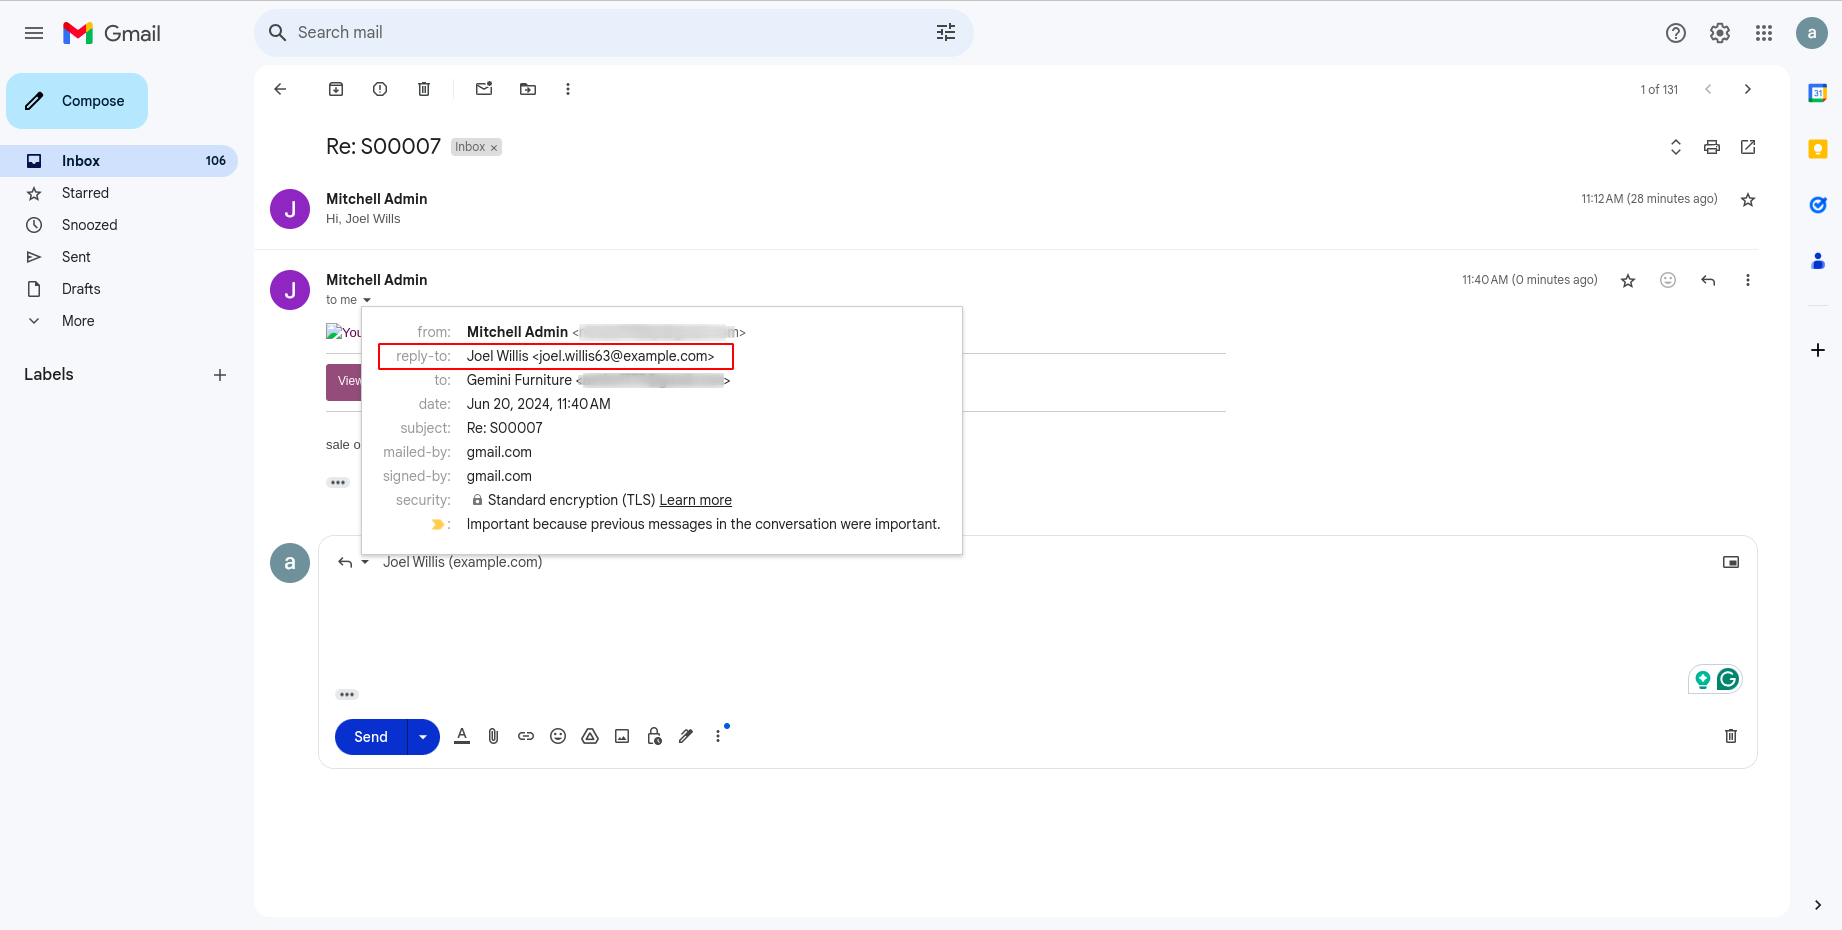 Gmail
Search mail
a
Compose
1 of 131
Re: S00007
Inbox ×
Inbox 106
Starred
Snoozed
Sent
Drafts
More
Labels
J
Mitchell Admin
11:12 AM (28 minutes ago)
Hi, Joel Wills
J
Mitchell Admin
11:40 AM (0 minutes ago)
to me
You
from: Mitchell Admin < m>
reply-to: Joel Willis <joel.willis63@example.com>
View
to: Gemini Furniture < >
date: Jun 20, 2024, 11:40 AM
subject: Re: S00007
sale o
mailed-by: gmail.com
signed-by: gmail.com
security: Standard encryption (TLS) Learn more
: Important because previous messages in the conversation were important.
a
Joel Willis (example.com)
Send
A
31
G